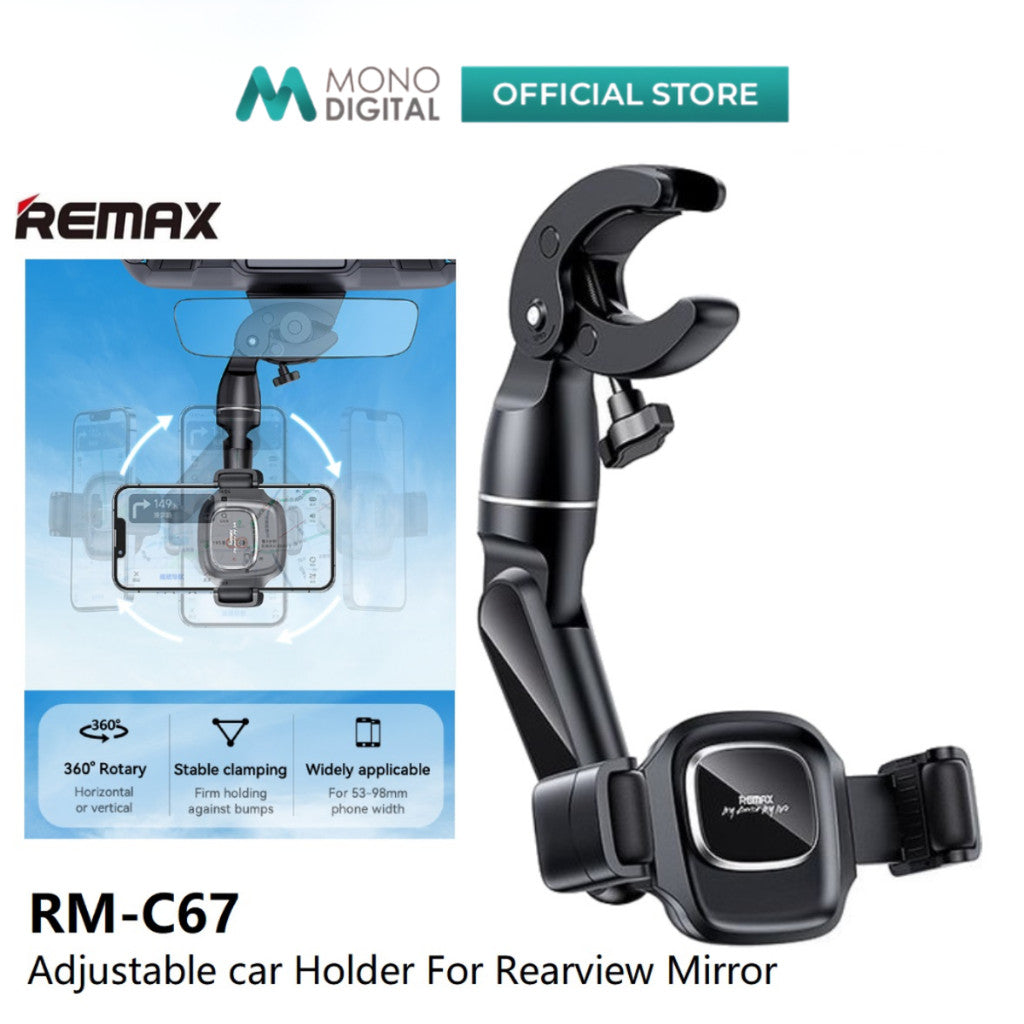 MONO
DIGITAL
OFFICIAL STORE
REMAX
149
360°
360° Rotary
Horizontal
or vertical
Stable clamping
Firm holding
against bumps
Widely applicable
For 53-98mm
phone width
REMAX
RM-C67
Adjustable car Holder For Rearview Mirror